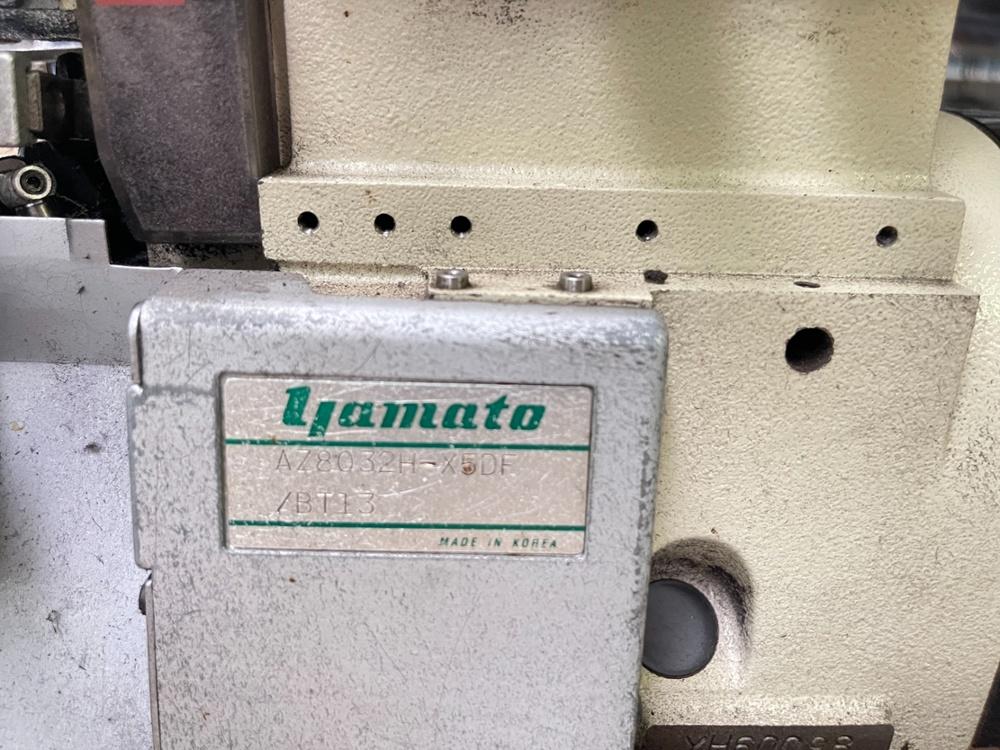 yamato
AZ8032H-X5DF
/BT13
MADE IN KOREA